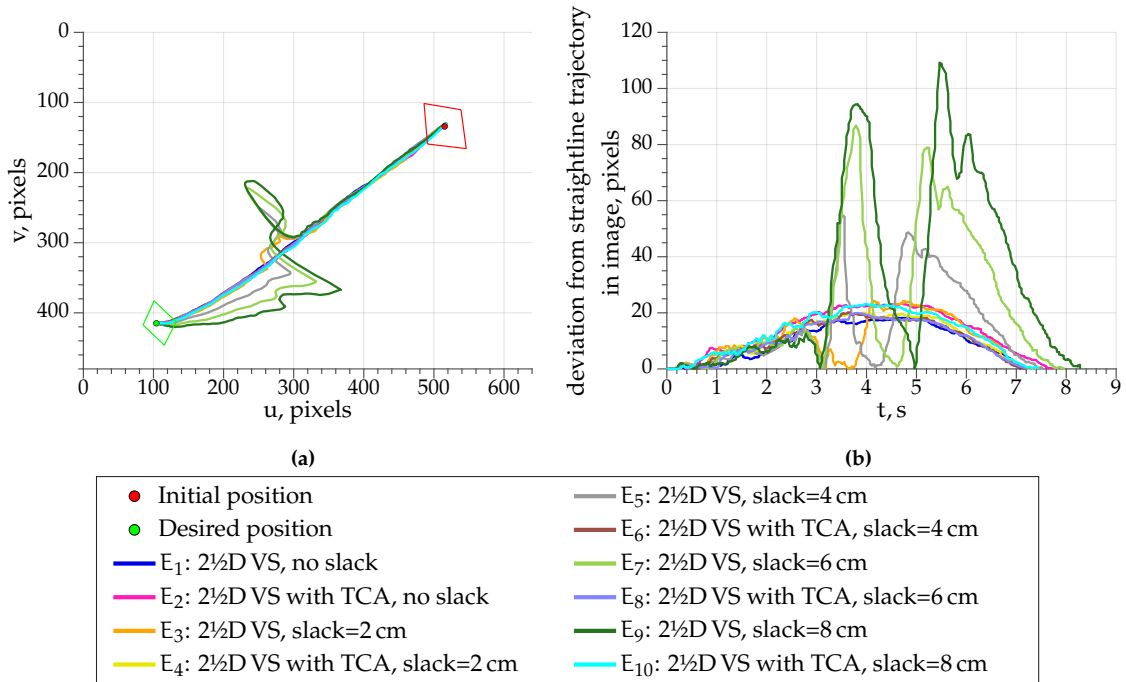 0
100
200
300
400
v, pixels
0 100 200 300 400 500 600
u, pixels
(a)
deviation from straightline trajectory
in image, pixels
120
100
80
60
40
20
0
0 1 2 3 4 5 6 7 8 9
t, s
(b)
Initial position
Desired position
E₁: 2½D VS, no slack
E₂: 2½D VS with TCA, no slack
E₃: 2½D VS, slack=2 cm
E₄: 2½D VS with TCA, slack=2 cm
E₅: 2½D VS, slack=4 cm
E₆: 2½D VS with TCA, slack=4 cm
E₇: 2½D VS, slack=6 cm
E₈: 2½D VS with TCA, slack=6 cm
E₉: 2½D VS, slack=8 cm
E₁₀: 2½D VS with TCA, slack=8 cm